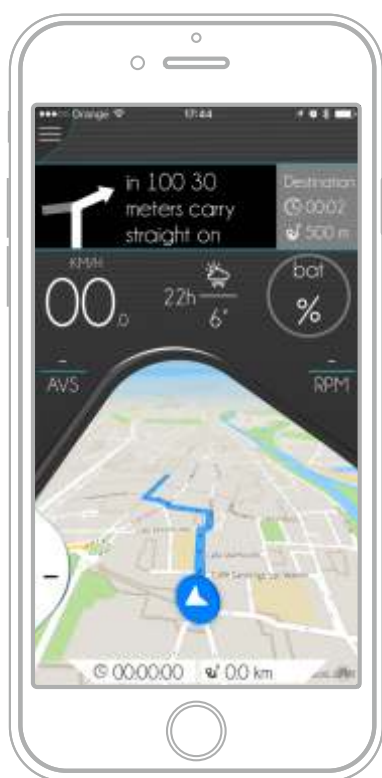 Orange
17:44
in 100 30
meters carry
straight on
Destination
00:02
500 m
KM/H
00.0
22h
6°
bat
%
-
AVS
-
RPM
-
00:00:00
0.0 km